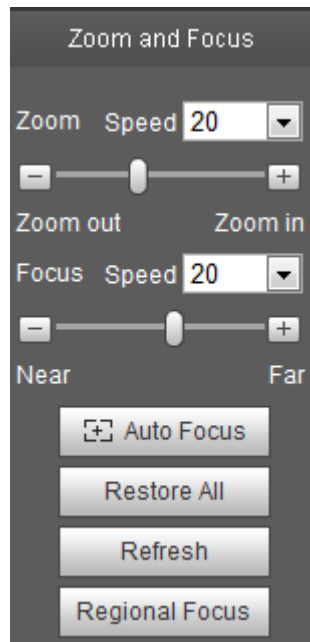 Zoom and Focus
Zoom Speed 20
Zoom out Zoom in
Focus Speed 20
Near Far
Auto Focus
Restore All
Refresh
Regional Focus